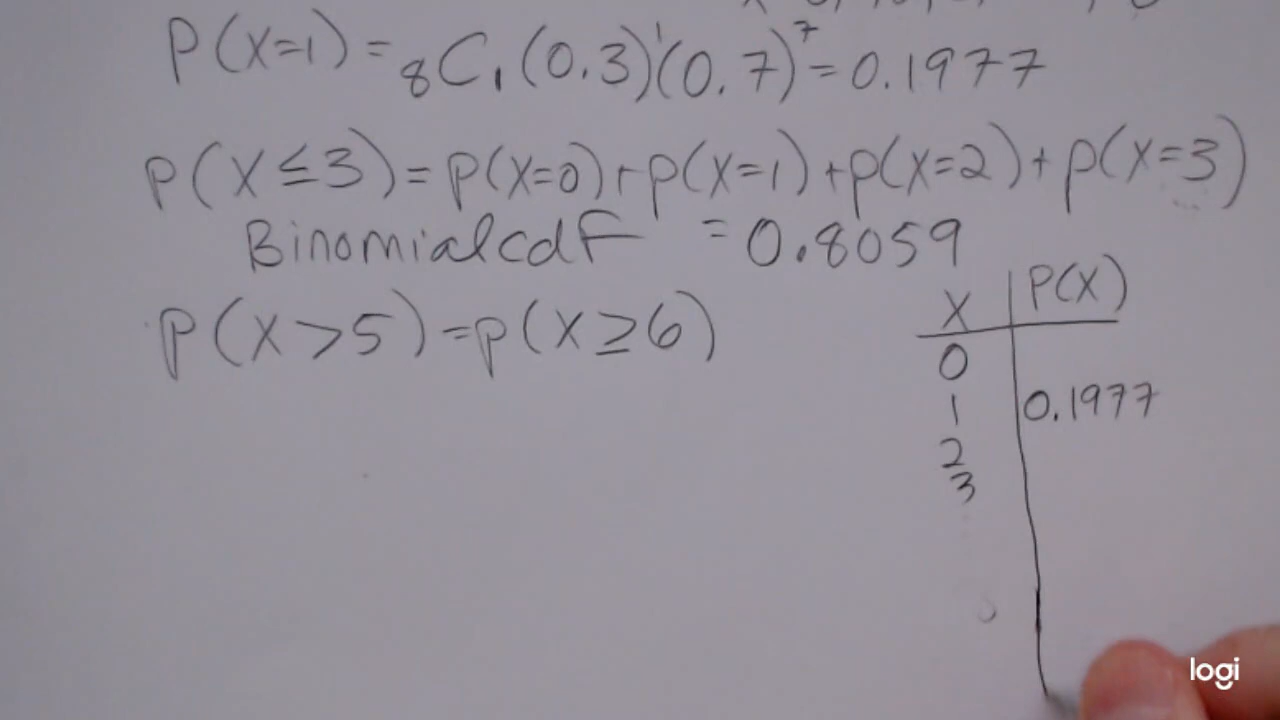 P(X=1) = ₈C₁(0.3)¹(0.7)⁷ = 0.1977
P(X≤3) = P(X=0)+P(X=1)+P(X=2)+P(X=3)
Binomialcdf = 0.8059
P(X>5) = P(X≥6)
X P(X)
0
1 0.1977
2
3
logi